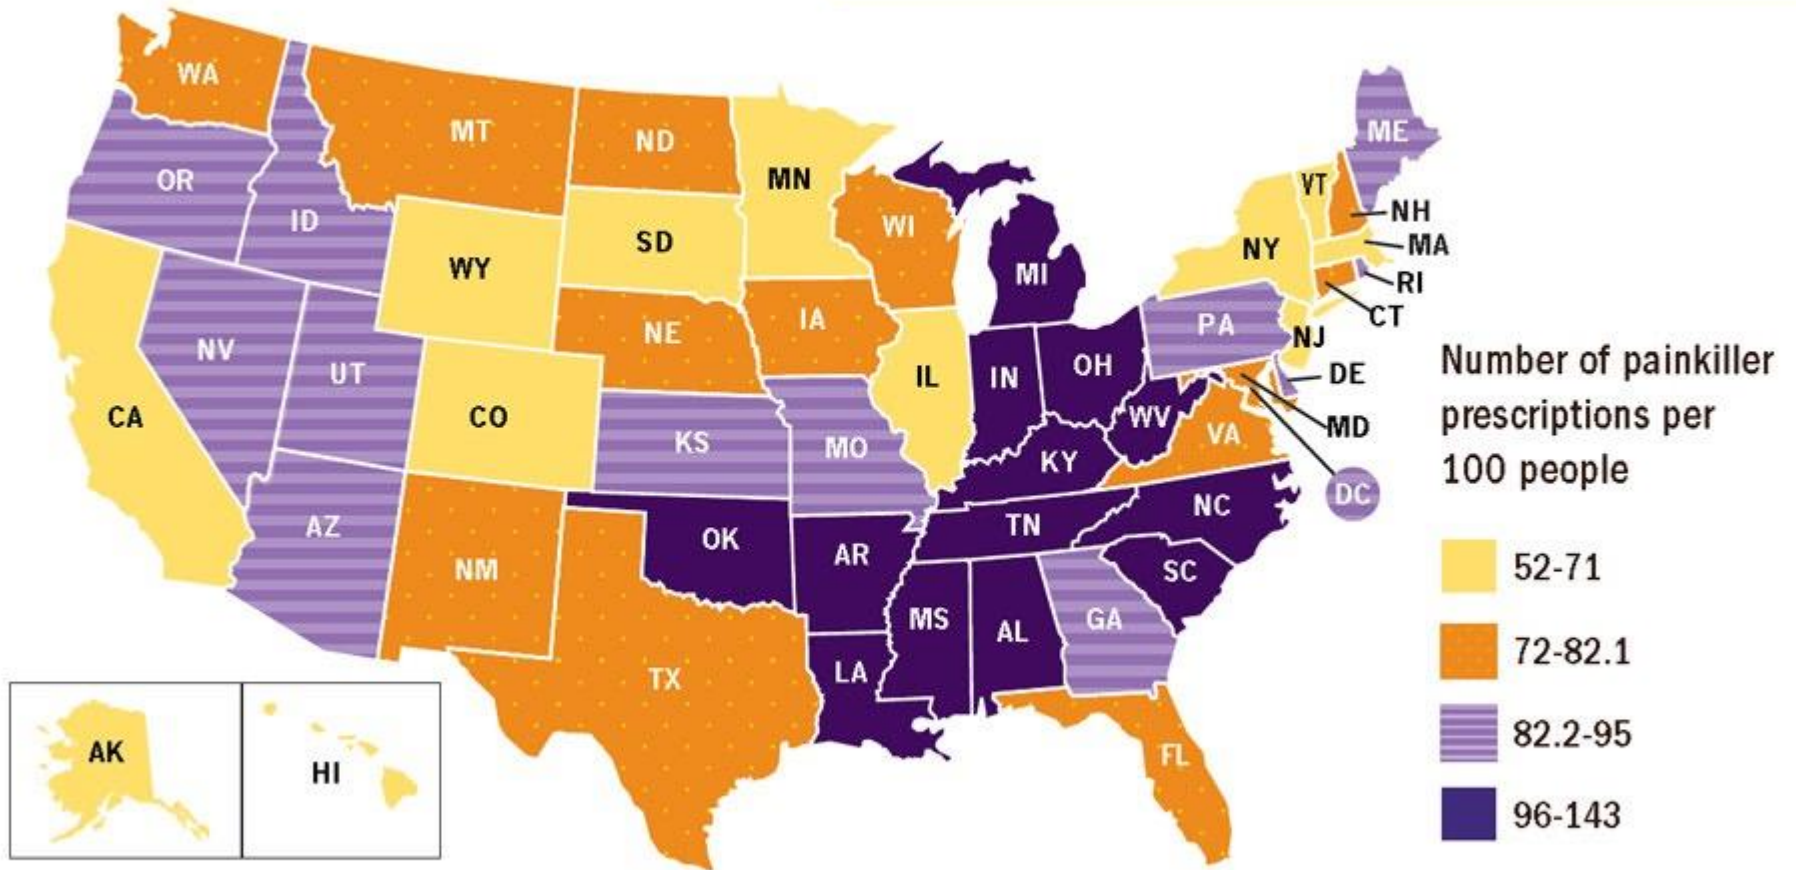 WA
MT
ND
MN
ME
OR
ID
WY
SD
WI
VT
NH
NY
MA
MI
RI
CT
NE
IA
PA
NV
UT
IL
IN
OH
NJ
DE
CA
CO
KS
MO
WV
VA
MD
KY
DC
AZ
NM
OK
AR
TN
NC
SC
MS
AL
GA
TX
LA
FL
AK
HI
Number of painkiller
prescriptions per
100 people
52-71
72-82.1
82.2-95
96-143